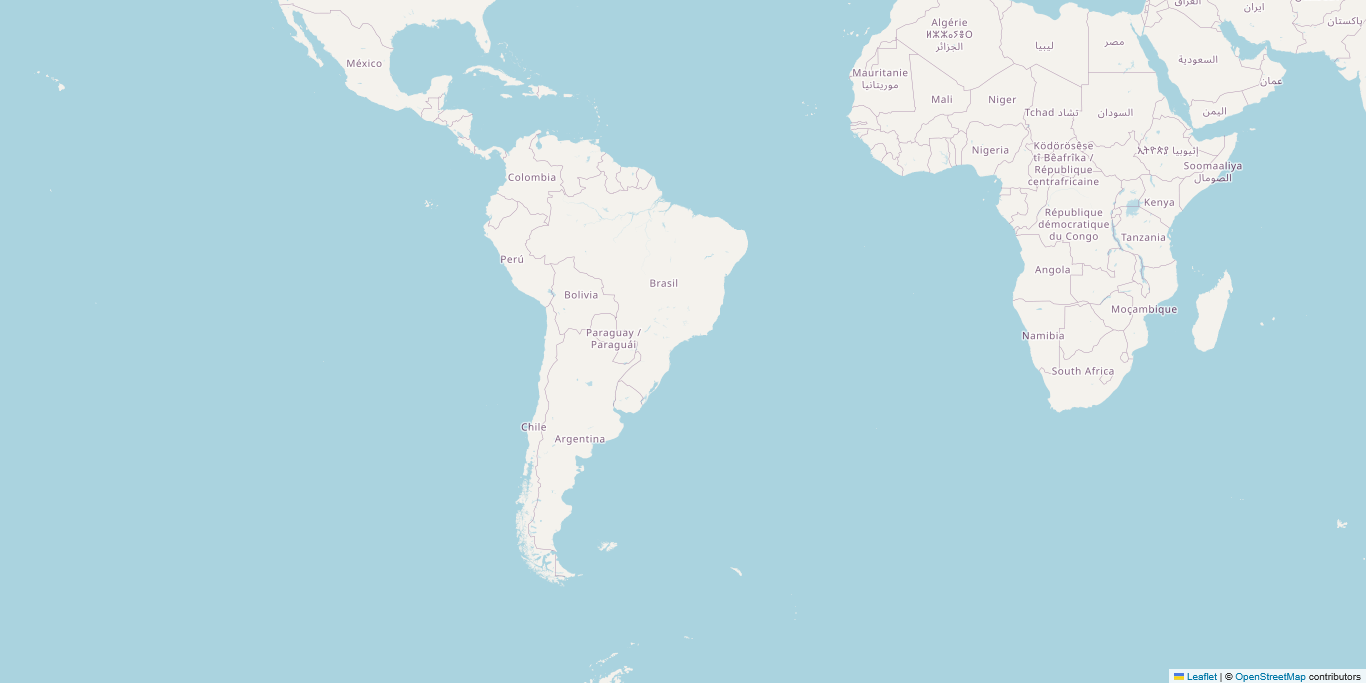 Algérie
ⵍⵣⵣⴰⵢⴻⵔ
الجزائر
ليبيا
مصر
العراق
ایران
پاکستان
السعودية
عمان
اليمن
México
Mauritanie
موريتانيا
Mali
Niger
Tchad تشاد
السودان
Nigeria
Ködörösêse
tî Bêafrîka /
République
centrafricaine
ኢትዮጵያ إثيوبيا
Soomaaliya
الصومال
Colombia
Kenya
République
démocratique
du Congo
Tanzania
Perú
Angola
Brasil
Bolivia
Moçambique
Paraguay /
Paraguái
Namibia
South Africa
Chile
Argentina
Leaflet | © OpenStreetMap contributors